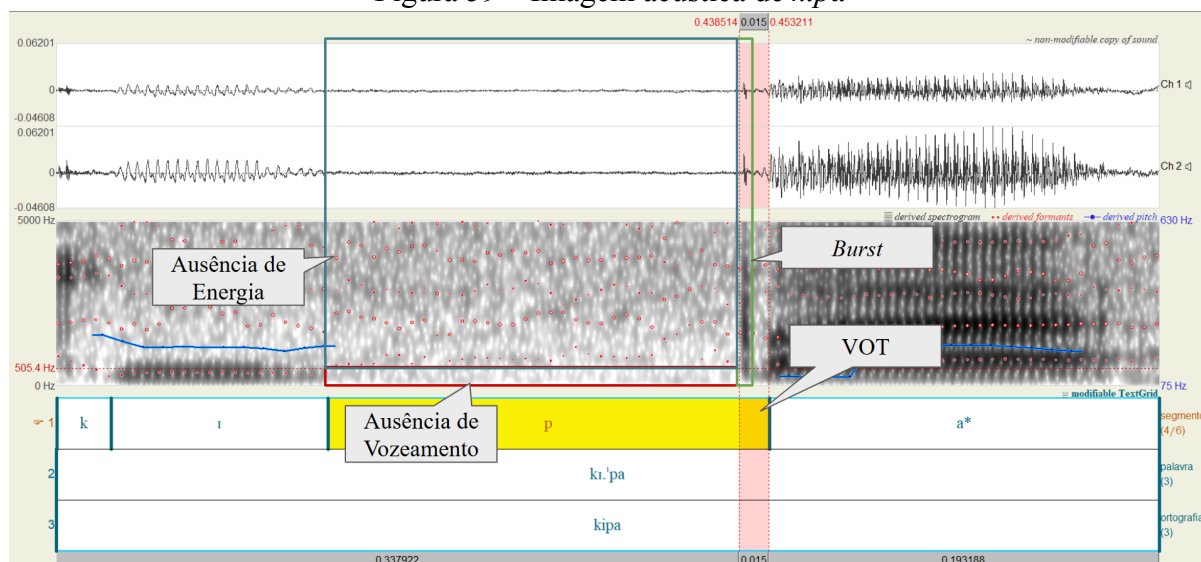 0.438514 0.015 0.453211
0.06201
~ non-modifiable copy of sound
0
Ch 1
-0.04608
0.06201
0
Ch 2
-0.04608
5000 Hz
derived spectrogram derived formants derived pitch
630 Hz
Ausência de
Energia
Burst
VOT
505.4 Hz
0 Hz
75 Hz
modifiable TextGrid
Ausência de
Vozeamento
1 k ɪ p a*
segmento
(4/6)
2 kɪ.ˈpa
palavra
(3)
3 kipa
ortografia
(3)
0.337922 0.015 0.193188